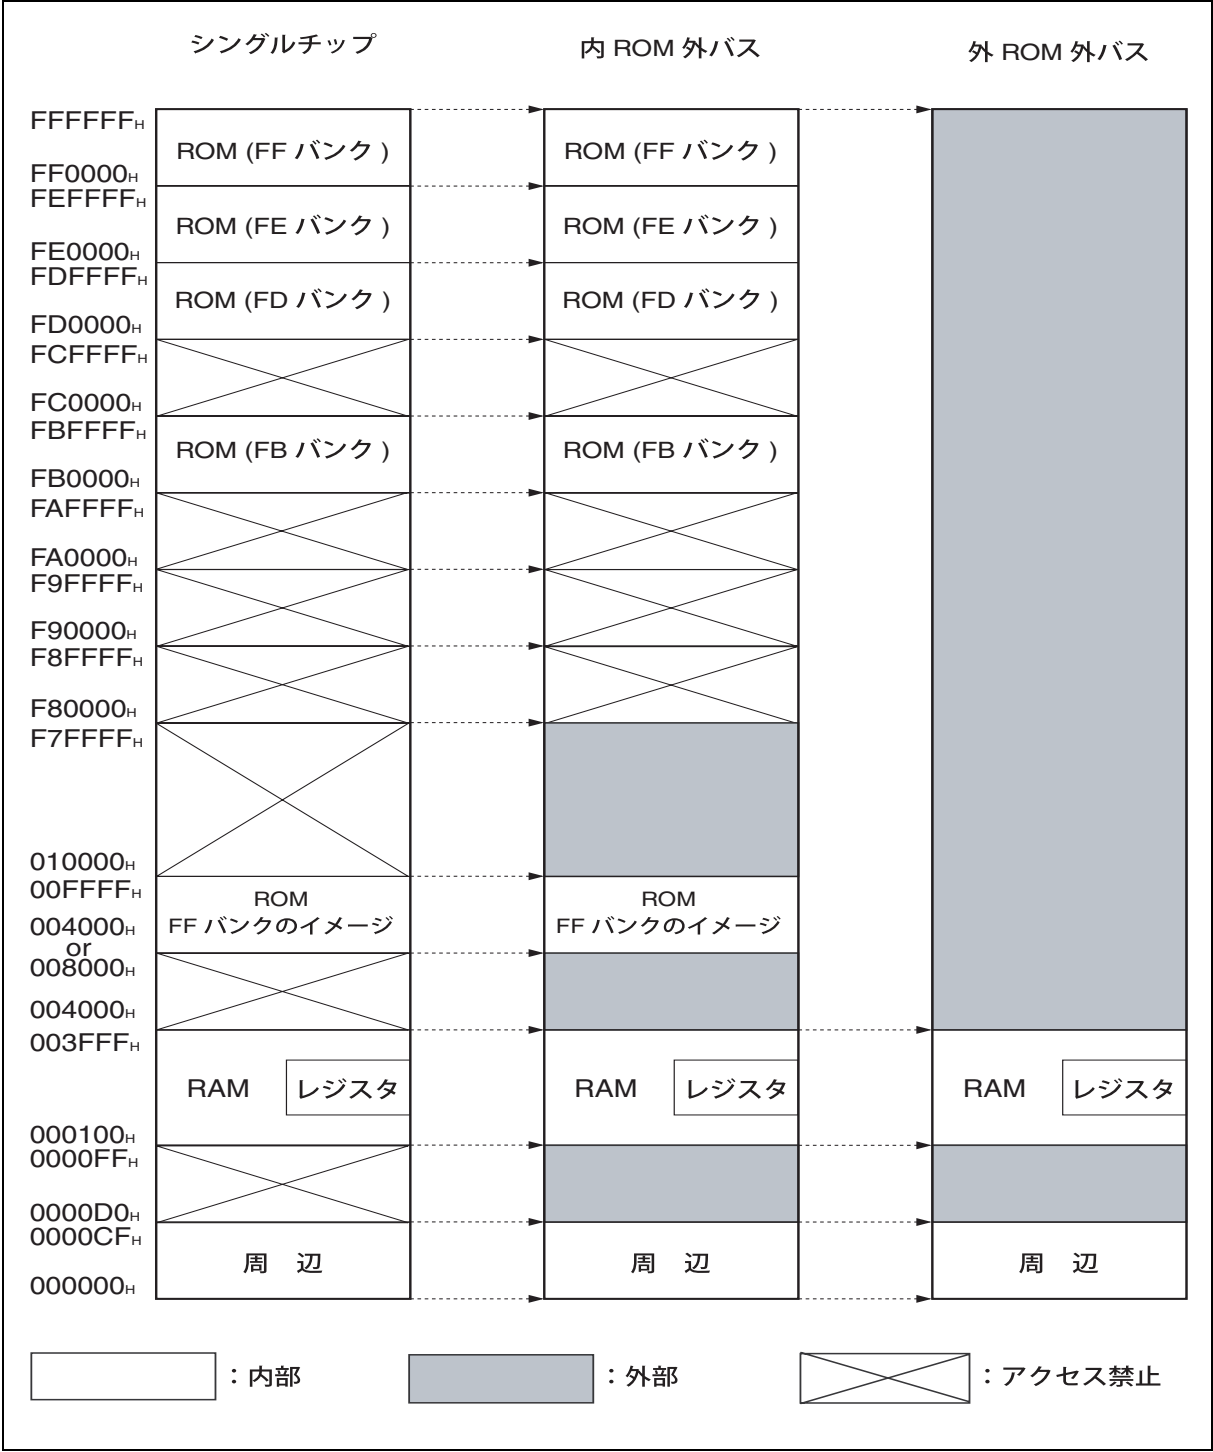 シングルチップ
内 ROM 外バス
外 ROM 外バス
FFFFFFH
ROM (FF バンク )
ROM (FF バンク )
FF0000H
FEFFFFH
ROM (FE バンク )
ROM (FE バンク )
FE0000H
FDFFFFH
ROM (FD バンク )
ROM (FD バンク )
FD0000H
FCFFFFH
FC0000H
FBFFFFH
ROM (FB バンク )
ROM (FB バンク )
FB0000H
FAFFFFH
FA0000H
F9FFFFH
F90000H
F8FFFFH
F80000H
F7FFFFH
010000H
00FFFFH
ROM
FF バンクのイメージ
ROM
FF バンクのイメージ
004000H
or
008000H
004000H
003FFFH
RAM
レジスタ
RAM
レジスタ
RAM
レジスタ
000100H
0000FFH
0000D0H
0000CFH
周 辺
周 辺
周 辺
000000H
：内部
：外部
：アクセス禁止